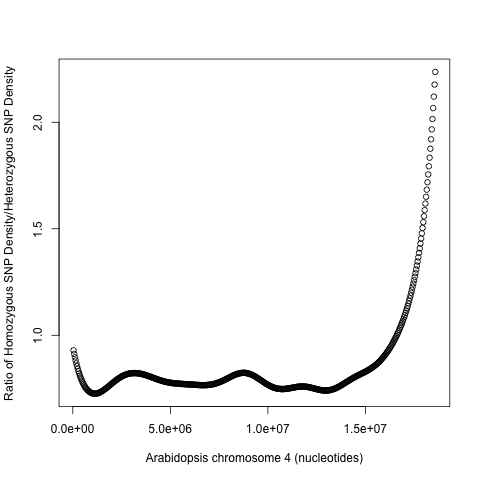 Ratio of Homozygous SNP Density/Heterozygous SNP Density
2.0
1.5
1.0
0.0e+00 5.0e+06 1.0e+07 1.5e+07
Arabidopsis chromosome 4 (nucleotides)